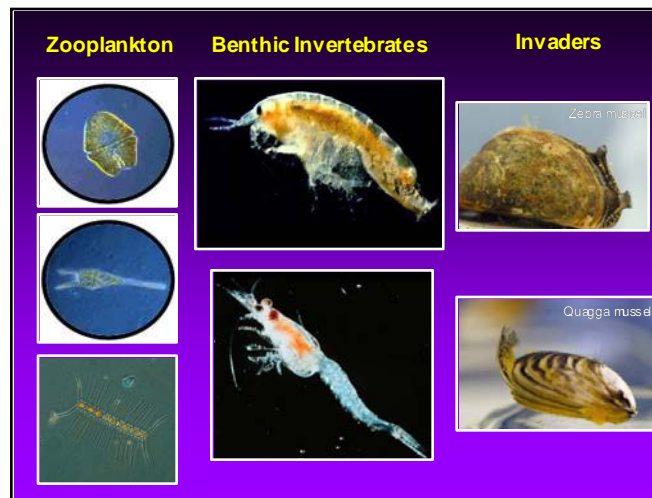 Zooplankton
Benthic Invertebrates
Invaders
Zebra mussel
Quagga mussel